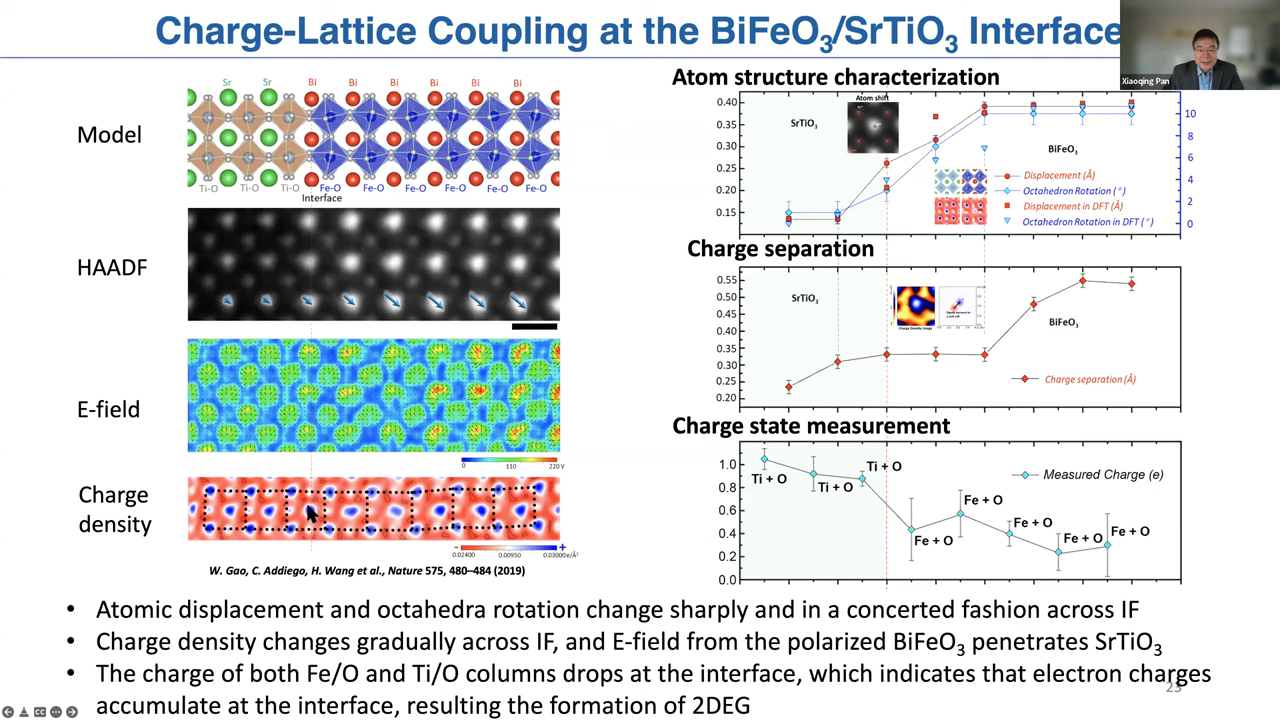 Charge-Lattice Coupling at the BiFeO₃/SrTiO₃ Interface
Xiaoqing Pan
Model
Sr Sr Bi Bi Bi Bi Bi Bi
Ti-O Ti-O Ti-O Fe-O Fe-O Fe-O Fe-O Fe-O Fe-O
Interface
HAADF
E-field
0 110 220 V
Charge
density
- +
0.02400 0.00950 0.03000e/Å²
W. Gao, C. Addiego, H. Wang et al., Nature 575, 480–484 (2019)
Atom structure characterization
Atom shift
0.40
0.35
0.30
0.25
0.20
0.15
SrTiO₃
BiFeO₃
10
8
6
4
2
0
Displacement (Å)
Octahedron Rotation (°)
Displacement in DFT (Å)
Octahedron Rotation in DFT (°)
Charge separation
0.55
0.50
0.45
0.40
0.35
0.30
0.25
0.20
SrTiO₃
BiFeO₃
Charge Density Image
Charge separation (Å)
Charge state measurement
1.0
0.8
0.6
0.4
0.2
0.0
Measured Charge (e)
Ti + O
Ti + O
Ti + O
Fe + O
Fe + O
Fe + O
Fe + O
Fe + O
• Atomic displacement and octahedra rotation change sharply and in a concerted fashion across IF
• Charge density changes gradually across IF, and E-field from the polarized BiFeO₃ penetrates SrTiO₃
• The charge of both Fe/O and Ti/O columns drops at the interface, which indicates that electron charges
accumulate at the interface, resulting the formation of 2DEG